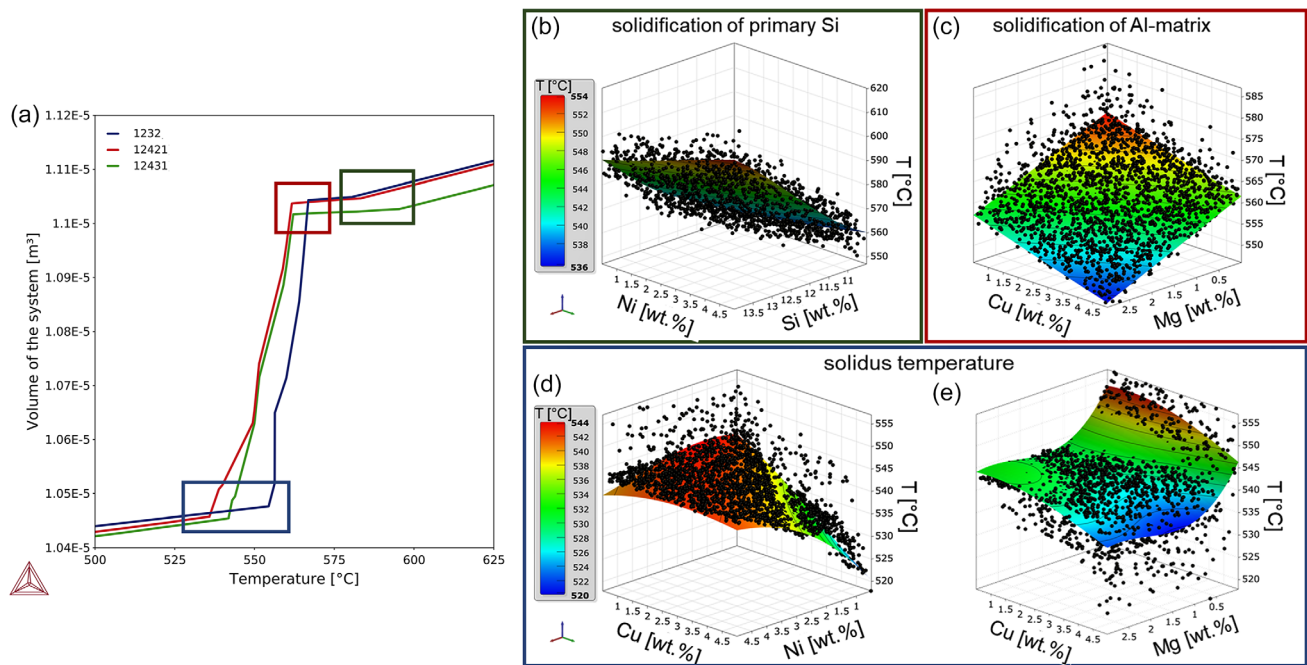 (a)
1.12E-5
1.11E-5
1.1E-5
1.09E-5
1.08E-5
1.07E-5
1.06E-5
1.05E-5
1.04E-5
Volume of the system [m³]
1232
12421
12431
500
550
600
625
Temperature [°C]
(b)
solidification of primary Si
T [°C]
554
552
550
548
546
544
542
540
538
536
620
610
600
590
580
570
560
550
T [°C]
1 1.5 2 2.5 3 3.5 4 4.5
Ni [wt.%]
13.5 13 12.5 12 11.5 11
Si [wt.%]
(c)
solidification of Al-matrix
585
580
575
570
565
560
555
550
T [°C]
1 1.5 2 2.5 3 3.5 4 4.5
Cu [wt.%]
2.5 2 1.5 1 0.5
Mg [wt.%]
solidus temperature
(d)
T [°C]
544
542
540
538
536
534
532
530
528
526
524
522
520
555
550
545
540
535
530
525
520
T [°C]
1 1.5 2 2.5 3 3.5 4 4.5
Cu [wt.%]
4.5 4 3.5 3 2.5 2 1.5 1
Ni [wt.%]
(e)
555
550
545
540
535
530
525
520
T [°C]
1 1.5 2 2.5 3 3.5 4 4.5
Cu [wt.%]
2.5 2 1.5 1 0.5
Mg [wt.%]